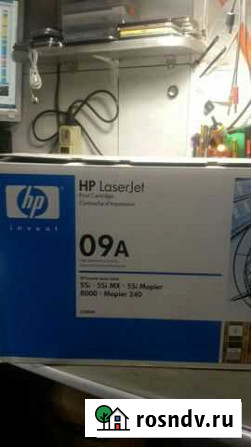 HP LaserJet
Print Cartridge
Cartouche d'impression
hp
invent
09A
5Si · 5Si MX · 5Si Mopier
8000 · Mopier 240
rosndv.ru